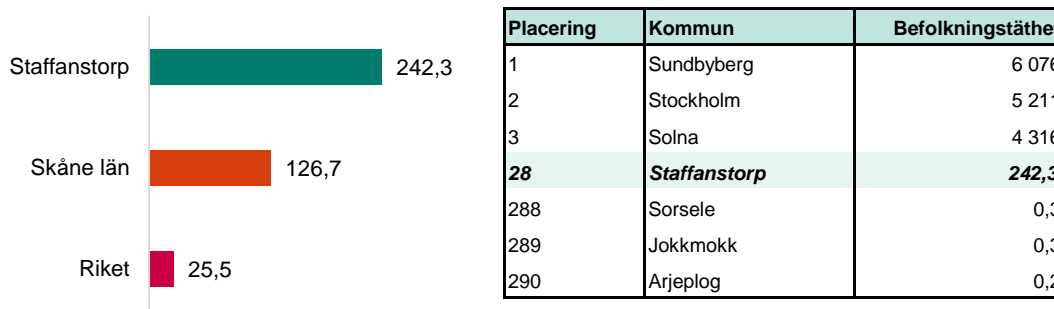 Staffanstorp 242,3
Skåne län 126,7
Riket 25,5
Placering Kommun Befolkningstäthet
1 Sundbyberg 6 076
2 Stockholm 5 211
3 Solna 4 316
28 Staffanstorp 242,3
288 Sorsele 0,3
289 Jokkmokk 0,3
290 Arjeplog 0,2